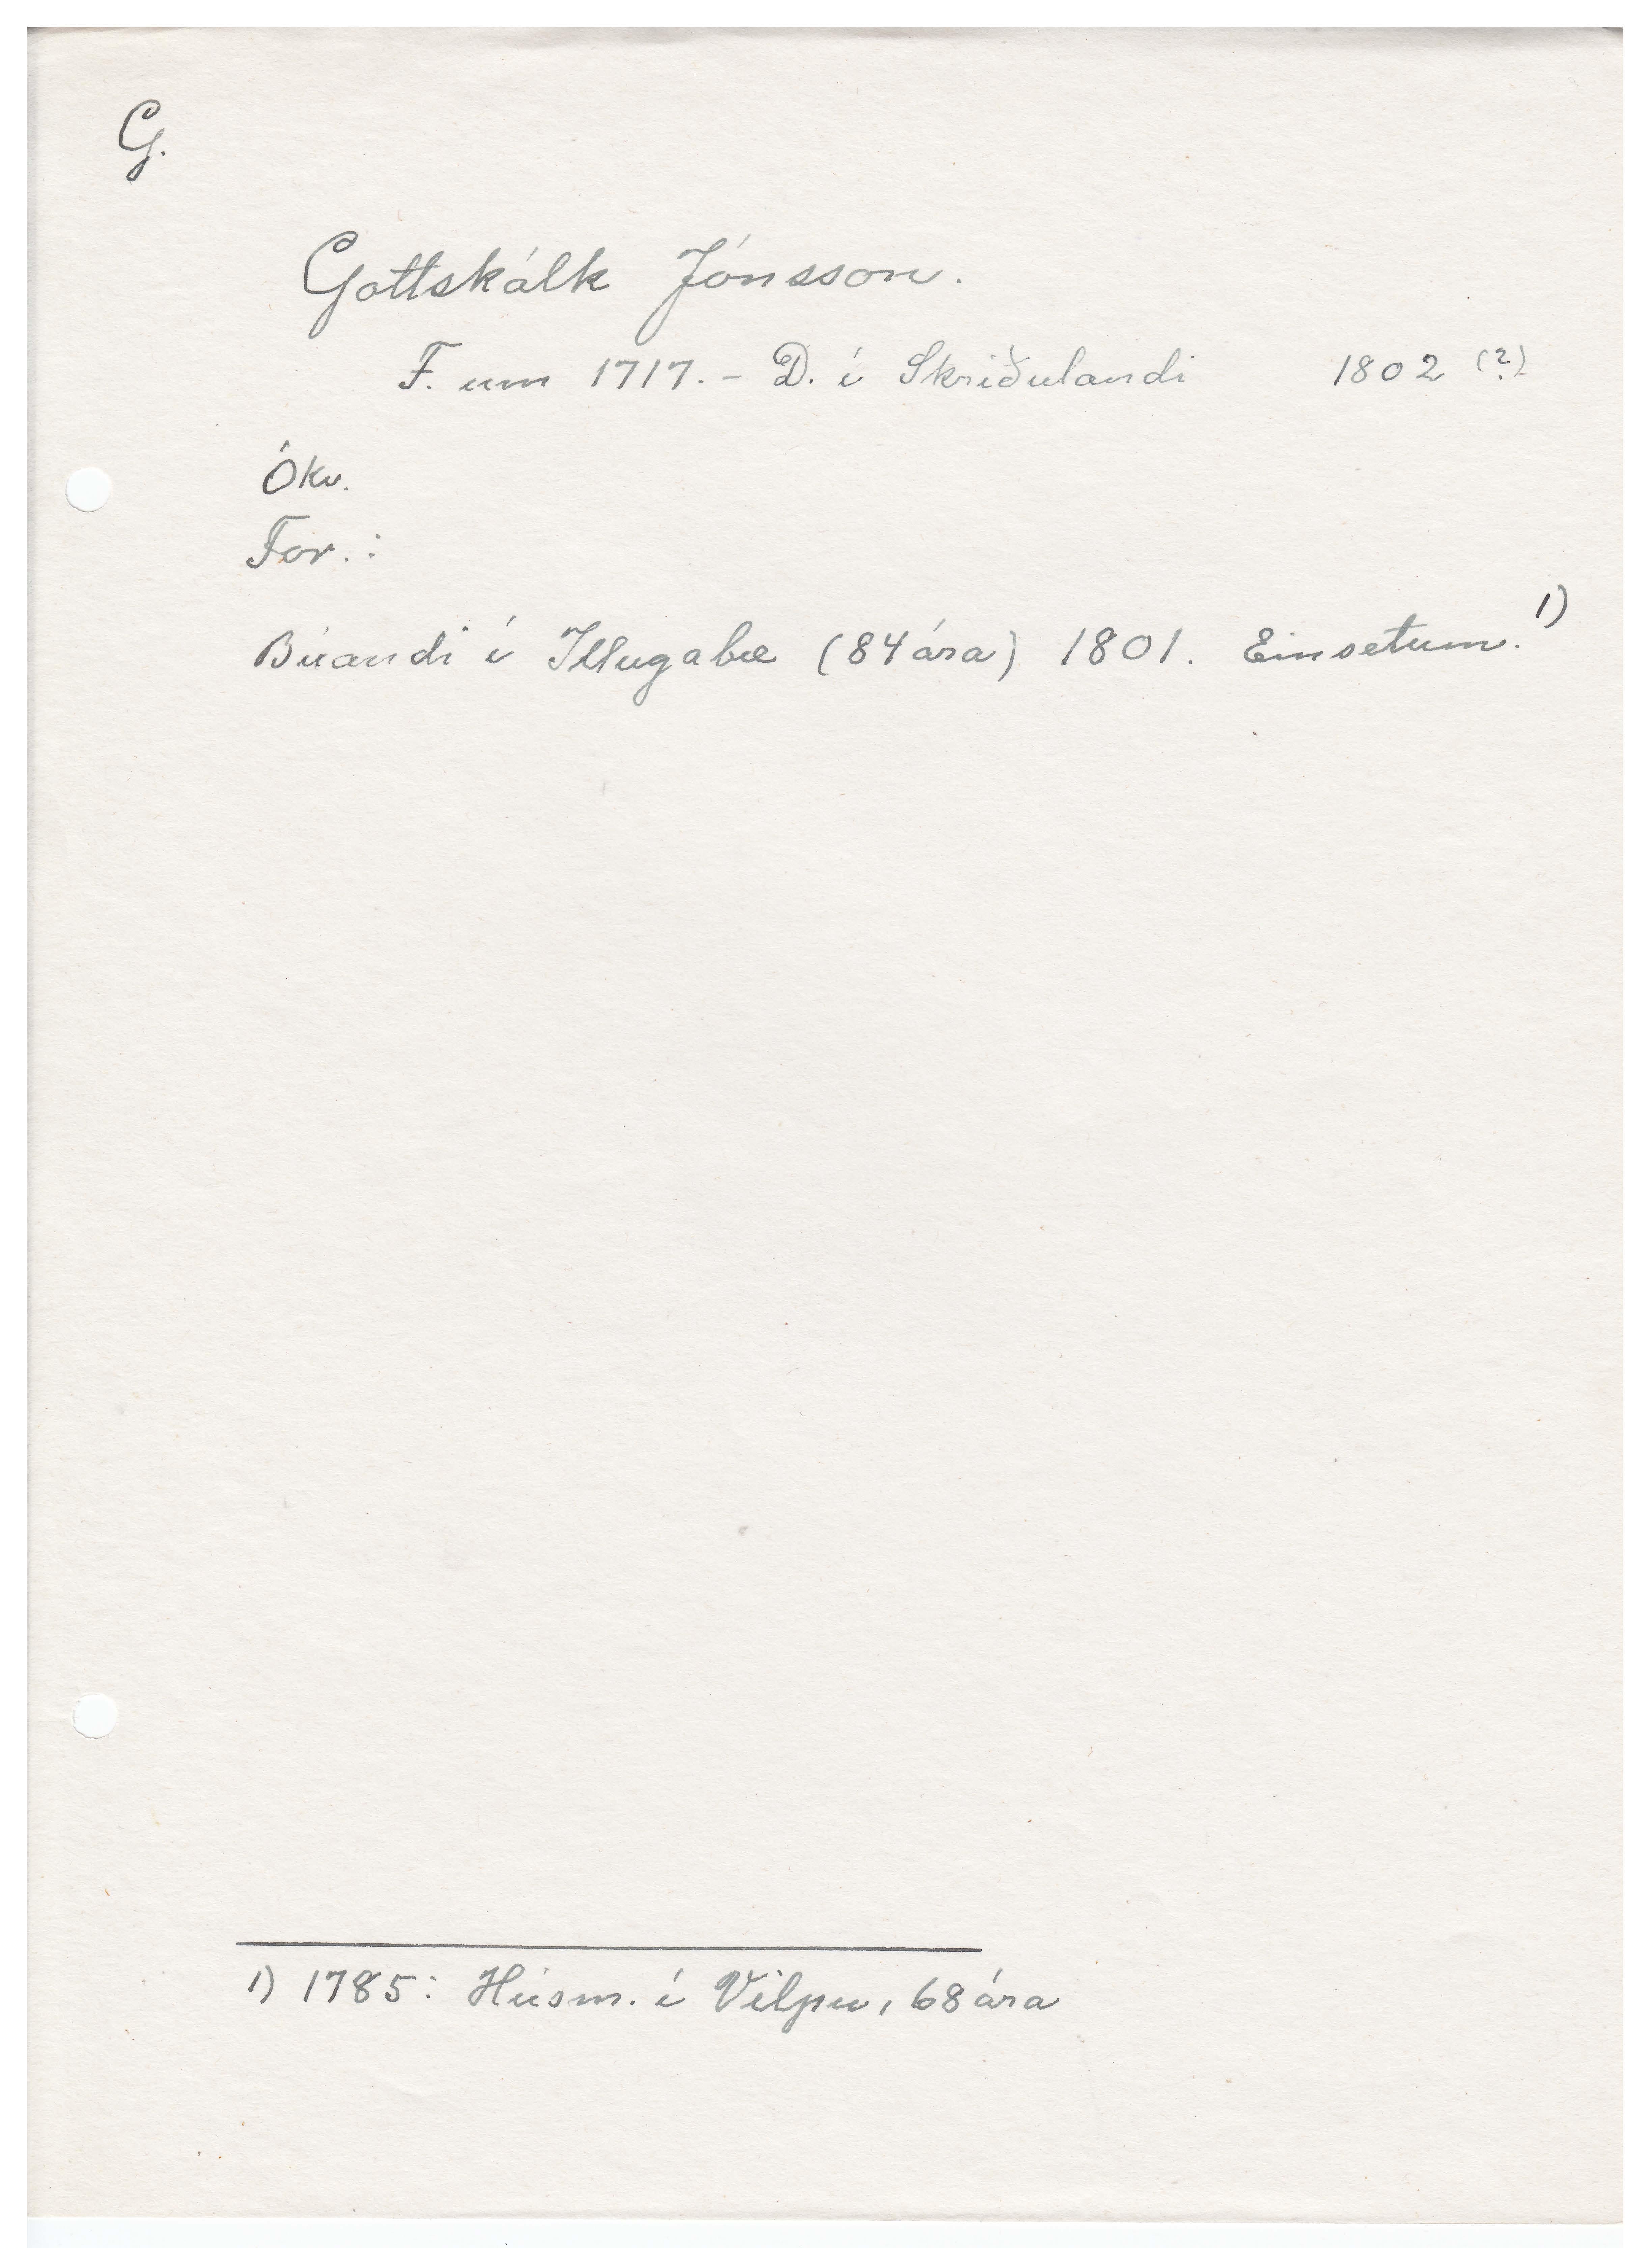 G.
Gottskálk Jónsson.
F. um 1717. - D. í Skriðulandi 1802 (?)
Ókv.
For.:
Búandi í Illugabæ (84 ára) 1801. Einsetum. 1)
1) 1785: Húsm. í Vilpu, 68 ára